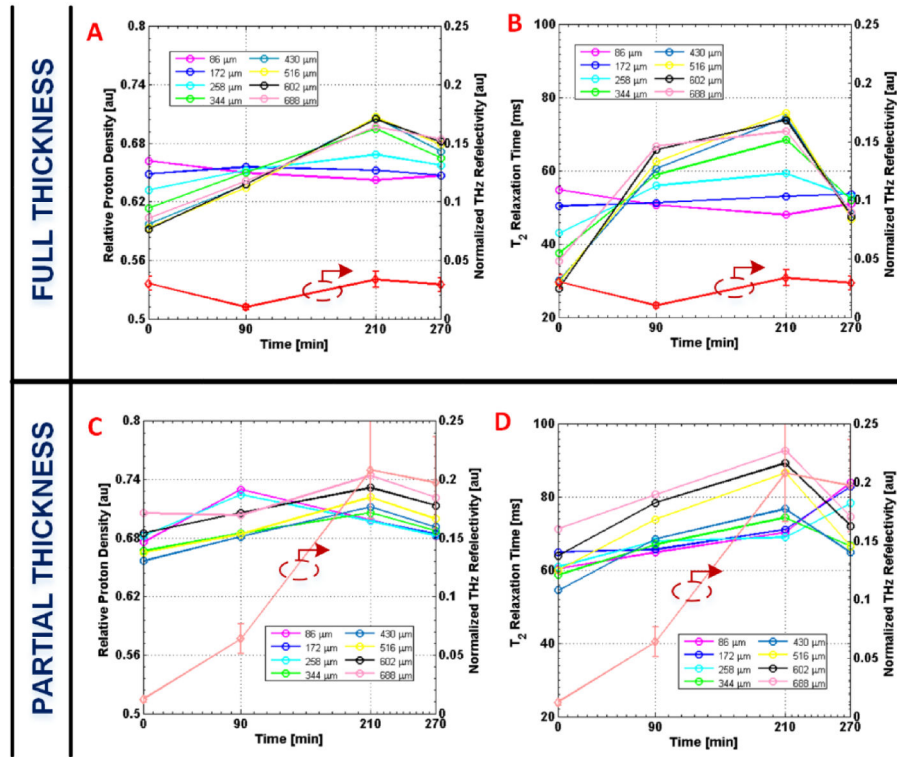 FULL THICKNESS
A
Relative Proton Density [au]
0.8
0.74
0.68
0.62
0.56
0.5
86 µm
172 µm
258 µm
344 µm
430 µm
516 µm
602 µm
688 µm
0.25
0.2
0.15
0.1
0.05
0
Normalized THz Refelectivity [au]
0
90
210
270
Time [min]
B
T2 Relaxation Time [ms]
100
80
60
40
20
86 µm
172 µm
258 µm
344 µm
430 µm
516 µm
602 µm
688 µm
0.25
0.2
0.15
0.1
0.05
0
Normalized THz Refelectivity [au]
0
90
210
270
Time [min]
PARTIAL THICKNESS
C
Relative Proton Density [au]
0.8
0.74
0.68
0.62
0.56
0.5
86 µm
172 µm
258 µm
344 µm
430 µm
516 µm
602 µm
688 µm
0.25
0.2
0.15
0.1
0.05
0
Normalized THz Refelectivity [au]
0
90
210
270
Time [min]
D
T2 Relaxation Time [ms]
100
80
60
40
20
86 µm
172 µm
258 µm
344 µm
430 µm
516 µm
602 µm
688 µm
0.25
0.2
0.15
0.1
0.05
0
Normalized THz Refelectivity [au]
0
90
210
270
Time [min]